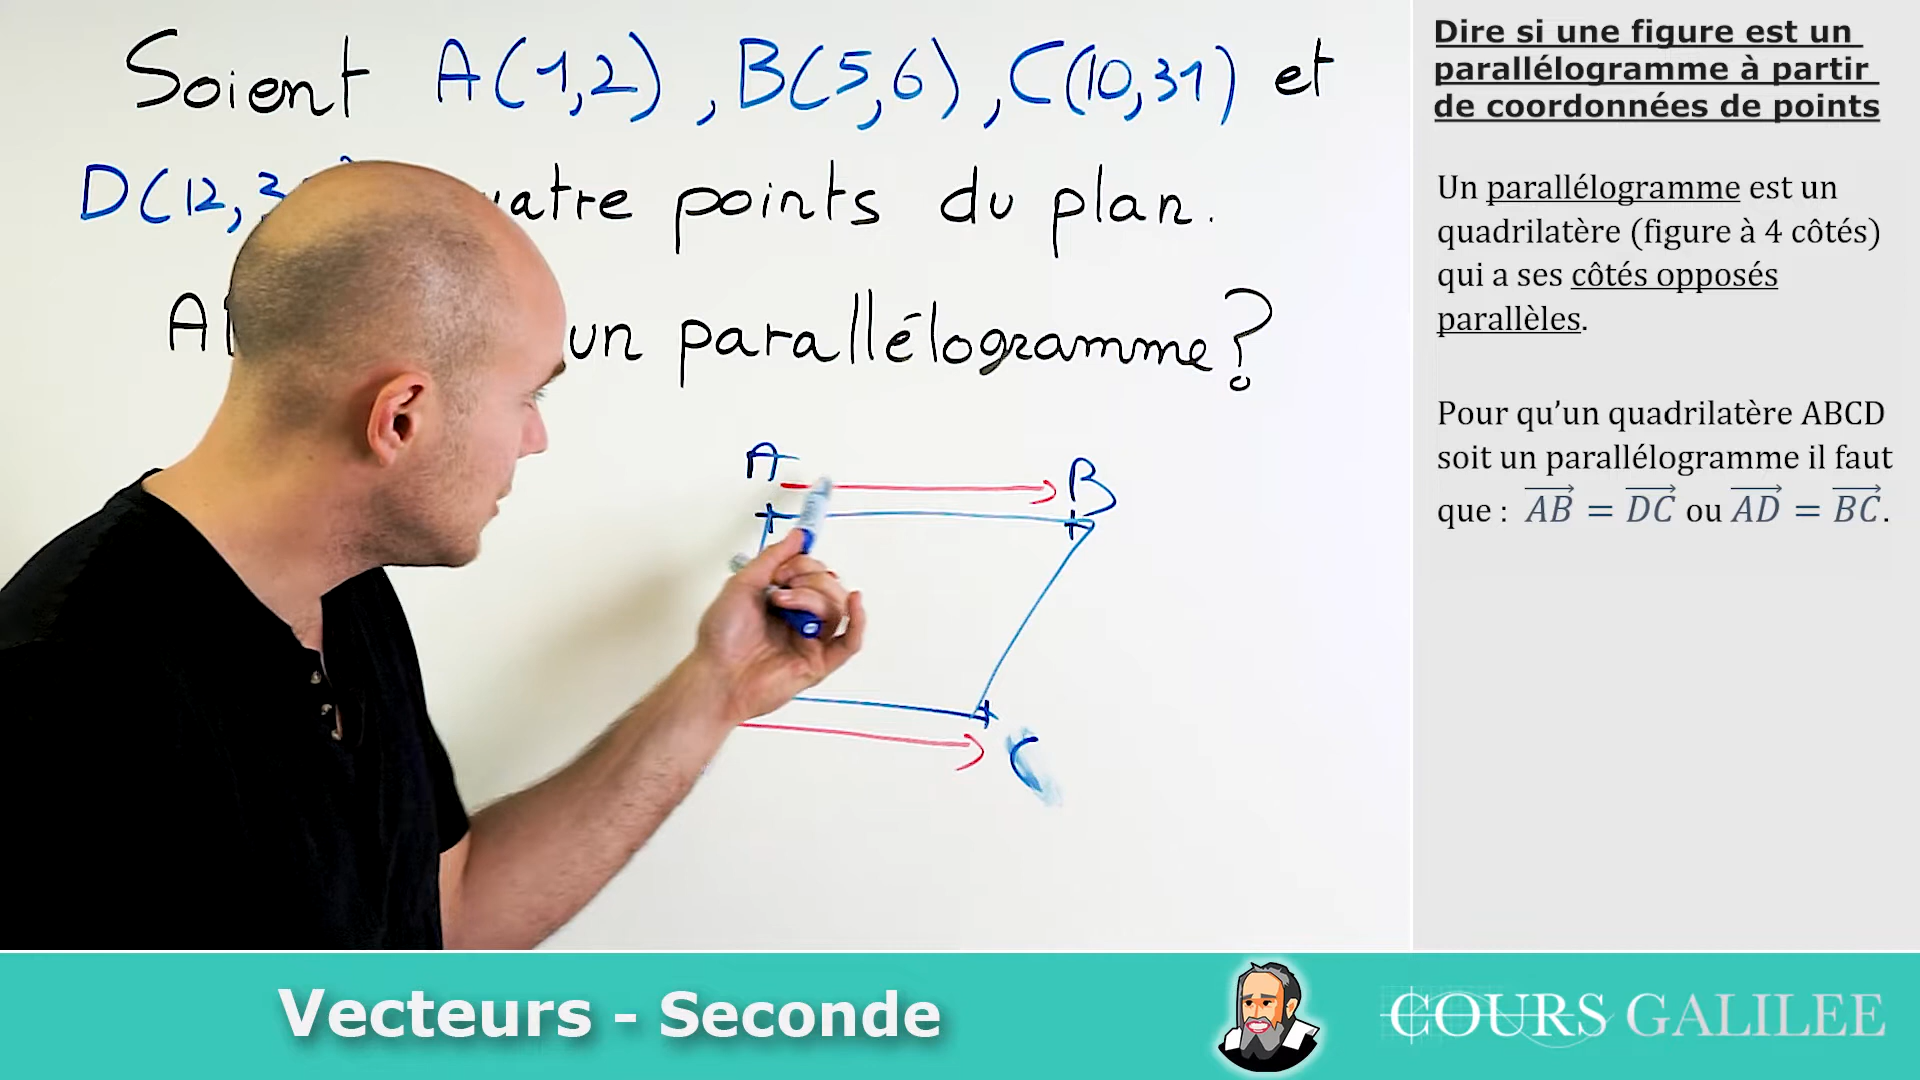 Soient A(1,2), B(5,6), C(10,31) et
D(12,3 points du plan.
un parallélogramme?
A
B
C
Dire si une figure est un
parallélogramme à partir
de coordonnées de points
Un parallélogramme est un
quadrilatère (figure à 4 côtés)
qui a ses côtés opposés
parallèles.
Pour qu’un quadrilatère ABCD
soit un parallélogramme il faut
que : AB = DC ou AD = BC.
Vecteurs - Seconde
COURS GALILEE